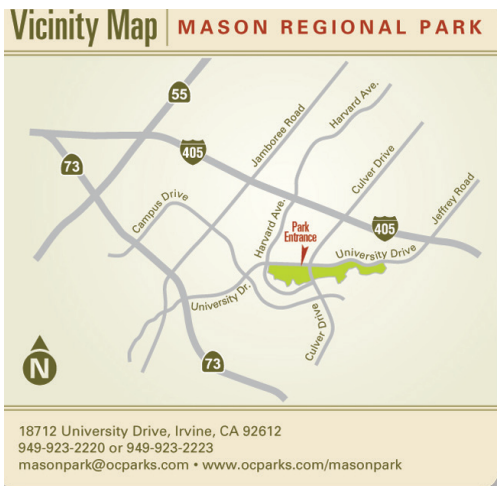 Vicinity Map
MASON REGIONAL PARK
55
Jamboree Road
Harvard Ave.
405
73
Culver Drive
Campus Drive
Jeffrey Road
Harvard Ave.
Park
Entrance
405
University Drive
University Dr.
Culver Drive
N
73
18712 University Drive, Irvine, CA 92612
949-923-2220 or 949-923-2223
masonpark@ocparks.com • www.ocparks.com/masonpark